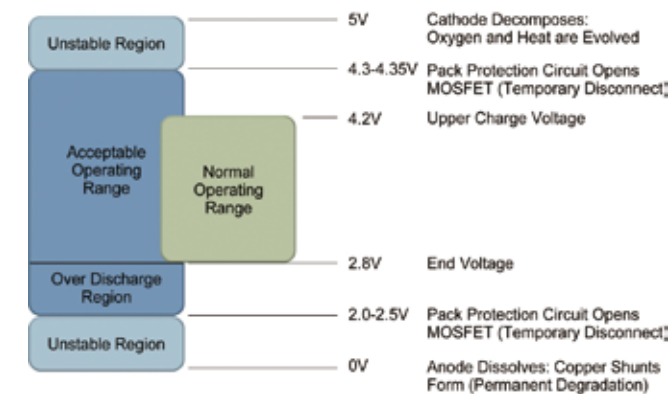 5V
Cathode Decomposes:
Oxygen and Heat are Evolved
Unstable Region
4.3-4.35V
Pack Protection Circuit Opens
MOSFET (Temporary Disconnect)
4.2V
Upper Charge Voltage
Acceptable
Operating
Range
Normal
Operating
Range
2.8V
End Voltage
Over Discharge
Region
2.0-2.5V
Pack Protection Circuit Opens
MOSFET (Temporary Disconnect)
Unstable Region
0V
Anode Dissolves: Copper Shunts
Form (Permanent Degradation)